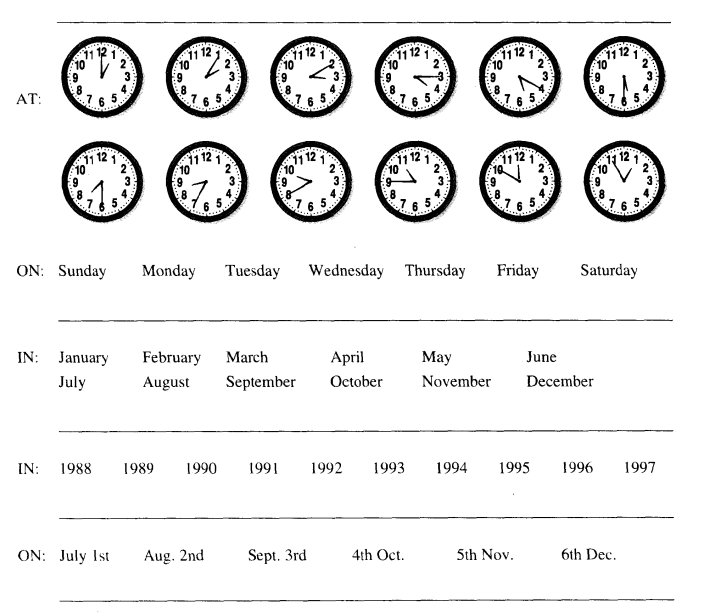 AT:
11 12 1 2 3 4 5 6 7 8 9 10
11 12 1 2 3 4 5 6 7 8 9 10
11 12 1 2 3 4 5 6 7 8 9 10
11 12 1 2 3 4 5 6 7 8 9 10
11 12 1 2 3 4 5 6 7 8 9 10
11 12 1 2 3 4 5 6 7 8 9 10
11 12 1 2 3 4 5 6 7 8 9 10
11 12 1 2 3 4 5 6 7 8 9 10
11 12 1 2 3 4 5 6 7 8 9 10
11 12 1 2 3 4 5 6 7 8 9 10
11 12 1 2 3 4 5 6 7 8 9 10
11 12 1 2 3 4 5 6 7 8 9 10
ON: Sunday Monday Tuesday Wednesday Thursday Friday Saturday
IN: January February March April May June
July August September October November December
IN: 1988 1989 1990 1991 1992 1993 1994 1995 1996 1997
ON: July 1st Aug. 2nd Sept. 3rd 4th Oct. 5th Nov. 6th Dec.